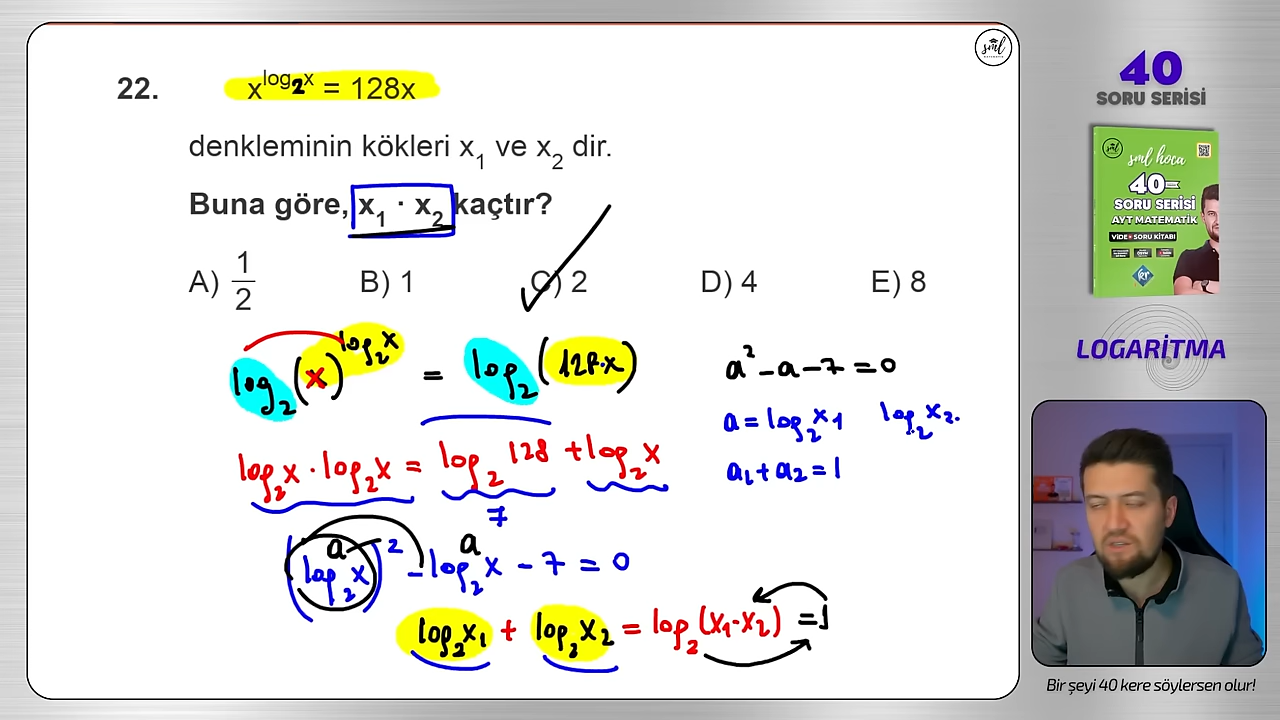 sml
22. x^log₂x = 128x
denkleminin kökleri x₁ ve x₂ dir.
Buna göre, x₁ · x₂ kaçtır?
A) 1/2 B) 1 C) 2 D) 4 E) 8
log₂(x)^log₂x = log₂(128·x)
log₂x · log₂x = log₂128 + log₂x
7
a a
(log₂x)² - log₂x - 7 = 0
log₂x₁ + log₂x₂ = log₂(x₁·x₂) = 1
a² - a - 7 = 0
a = log₂x₁ log₂x₂.
a₁ + a₂ = 1
40
SORU SERİSİ
sml hoca
40
SORU SERİSİ
AYT MATEMATİK
VİDEO SORU KİTABI
LOGARİTMA
Bir şeyi 40 kere söylersen olur!